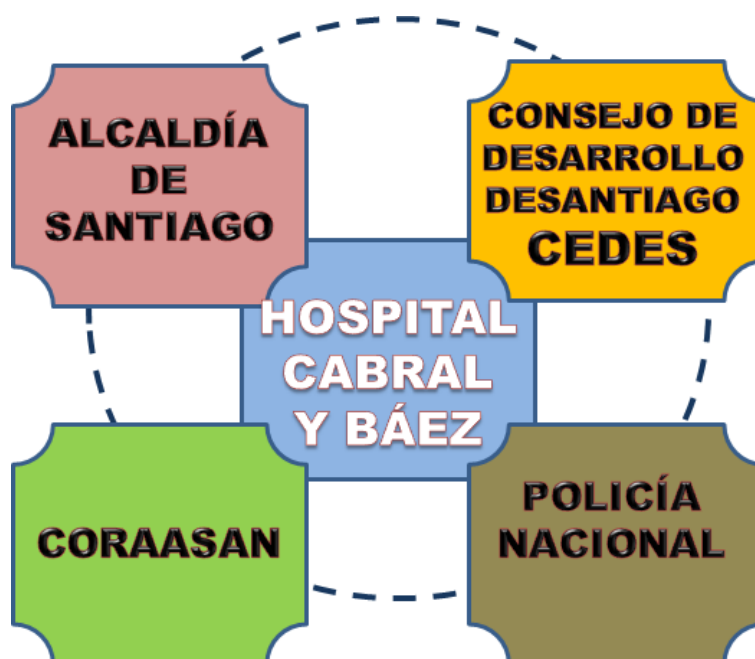 ALCALDÍA
DE
SANTIAGO
CONSEJO DE
DESARROLLO
DESANTIAGO
CEDES
HOSPITAL
CABRAL
Y BÁEZ
CORAASAN
POLICÍA
NACIONAL